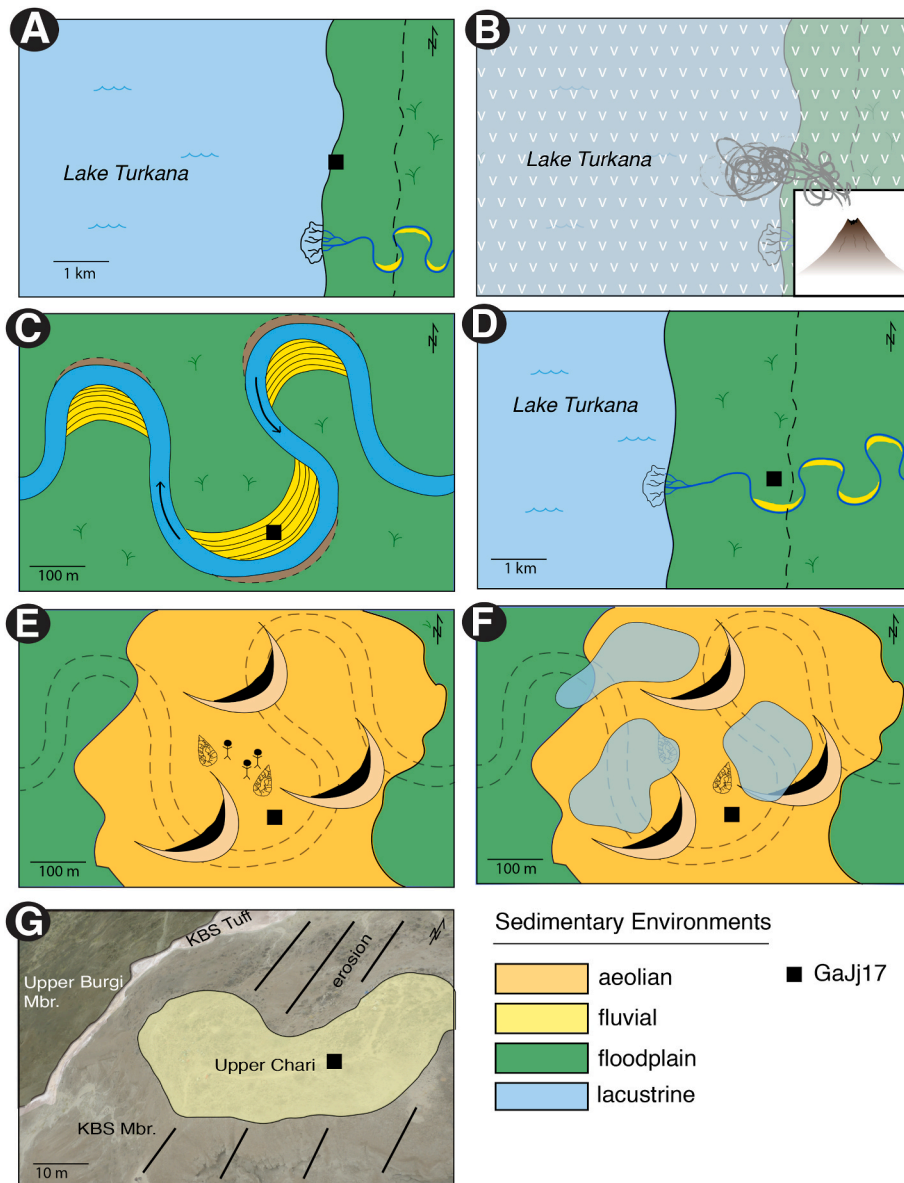 A
N
Lake Turkana
1 km
B
V V V V V V V V V V V V V V V V V V
Lake Turkana
C
N
100 m
D
N
Lake Turkana
1 km
E
N
100 m
F
N
100 m
G
KBS Tuff
N
erosion
Upper Burgi
Mbr.
Upper Chari
KBS Mbr.
10 m
Sedimentary Environments
aeolian
GaJj17
fluvial
floodplain
lacustrine